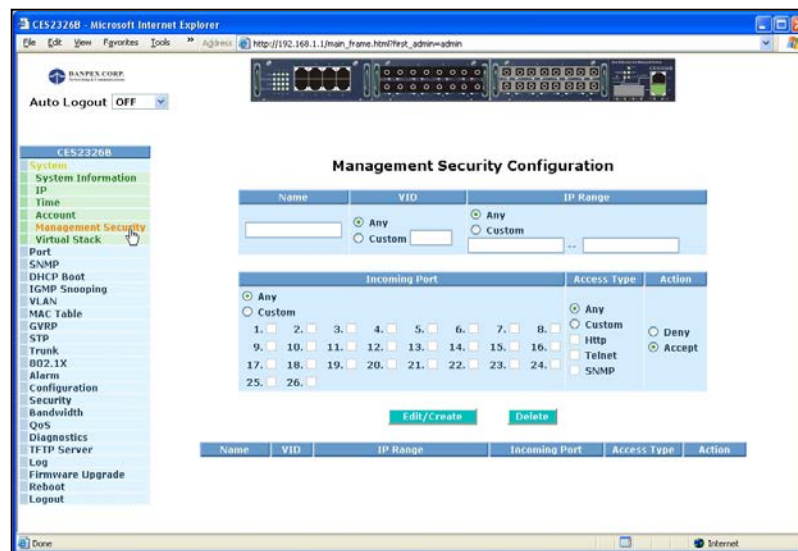 CES2326B - Microsoft Internet Explorer
File Edit View Favorites Tools » Address http://192.168.1.1/main_frame.html?first_admin=admin
DANPEX CORP.
Auto Logout OFF
CES2326B
System
System Information
IP
Time
Account
Management Security
Virtual Stack
Port
SNMP
DHCP Boot
IGMP Snooping
VLAN
MAC Table
GVRP
STP
Trunk
802.1X
Alarm
Configuration
Security
Bandwidth
QoS
Diagnostics
TFTP Server
Log
Firmware Upgrade
Reboot
Logout
Management Security Configuration
Name VID IP Range
Any Any
Custom Custom
--
Incoming Port Access Type Action
Any
Custom
1. 2. 3. 4. 5. 6. 7. 8.
9. 10. 11. 12. 13. 14. 15. 16.
17. 18. 19. 20. 21. 22. 23. 24.
25. 26.
Any
Custom
Http
Telnet
SNMP
Deny
Accept
Edit/Create Delete
Name VID IP Range Incoming Port Access Type Action
Done Internet